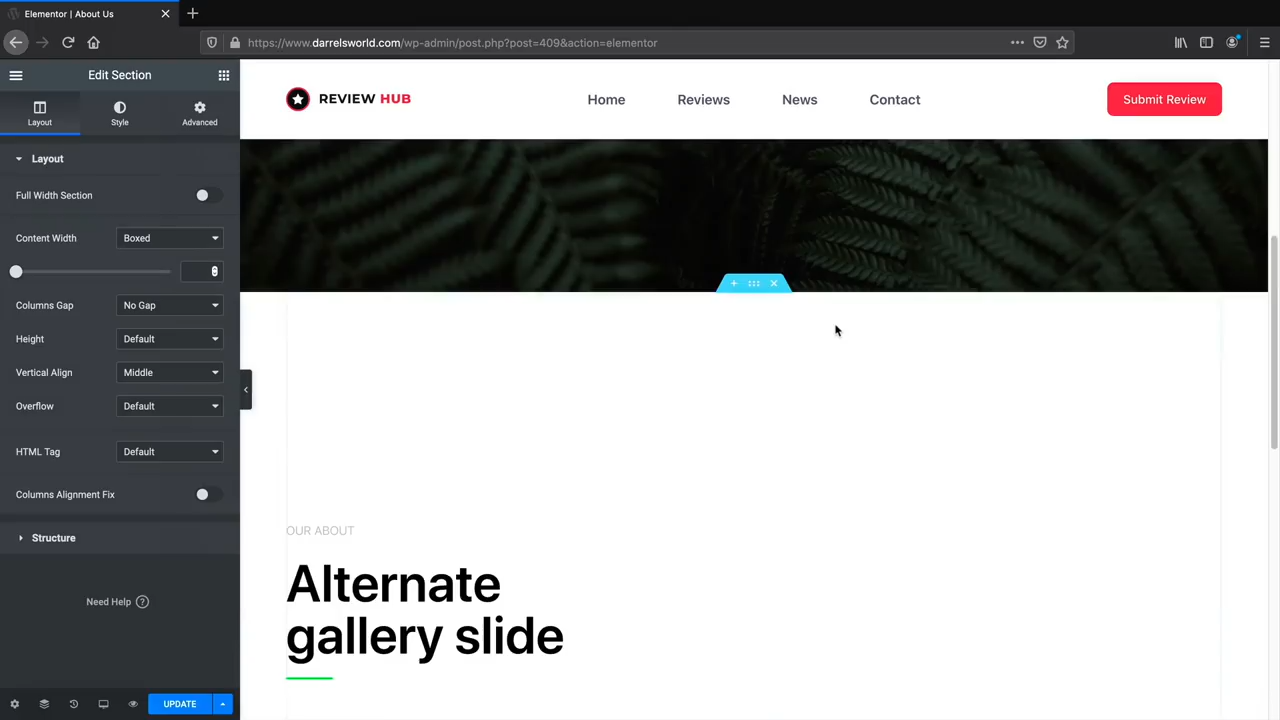 Elementor | About Us
https://www.darrelsworld.com/wp-admin/post.php?post=409&action=elementor
Edit Section
Layout
Style
Advanced
Layout
Full Width Section
Content Width
Boxed
Columns Gap
No Gap
Height
Default
Vertical Align
Middle
Overflow
Default
HTML Tag
Default
Columns Alignment Fix
Structure
Need Help
UPDATE
REVIEW HUB
Home
Reviews
News
Contact
Submit Review
OUR ABOUT
Alternate
gallery slide